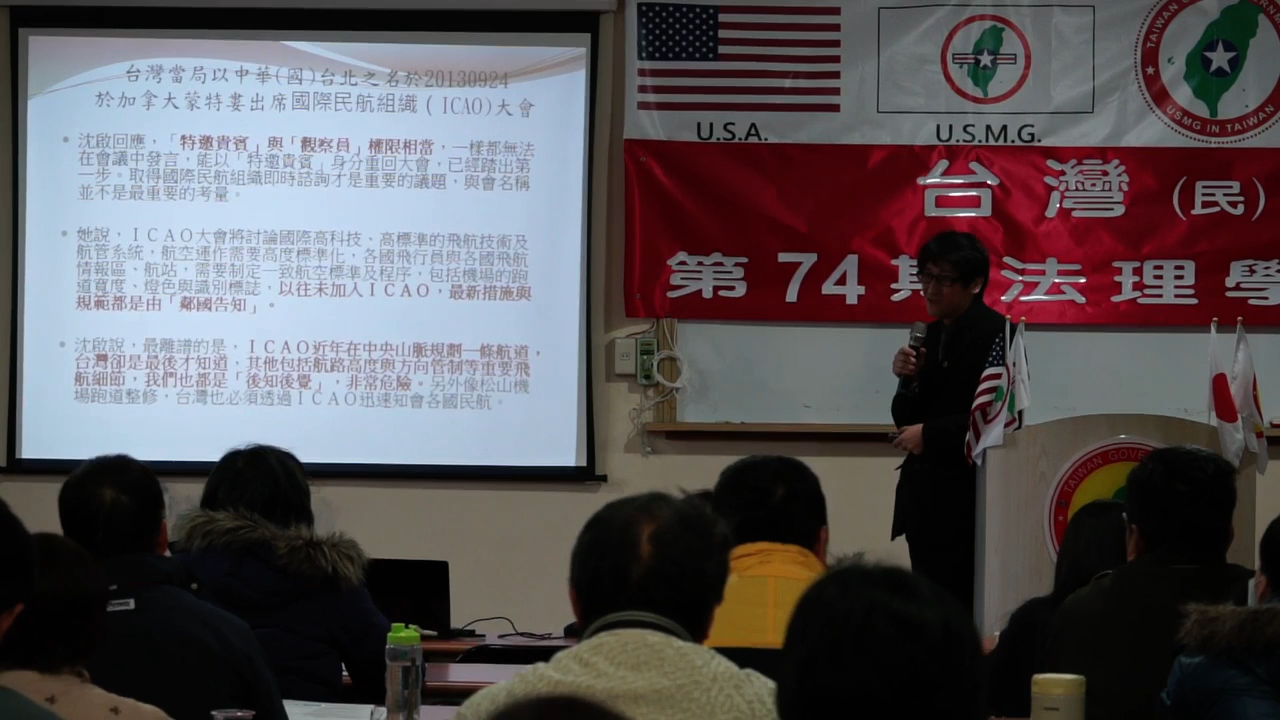 台灣當局以中華(國)台北之名於20130924
於加拿大蒙特婁出席國際民航組織（ICAO)大會
• 沈啟回應，「特邀貴賓」與「觀察員」權限相當，一樣都無法
在會議中發言，能以「特邀貴賓」身分重回大會，已經踏出第
一步。取得國際民航組織即時諮詢才是重要的議題，與會名稱
並不是最重要的考量。
• 她說，ＩＣＡＯ大會將討論國際高科技、高標準的飛航技術及
航管系統，航空運作需要高度標準化，各國飛行員與各國飛航
情報區、航站，需要制定一致航空標準及程序，包括機場的跑
道寬度、燈色與識別標誌，以往未加入ＩＣＡＯ，最新措施與
規範都是由「鄰國告知」。
• 沈啟說，最離譜的是，ＩＣＡＯ近年在中央山脈規劃一條航道，
台灣卻是最後才知道，其他包括航路高度與方向管制等重要飛
航細節，我們也都是「後知後覺」，非常危險。另外像松山機
場跑道整修，台灣也必須透過ＩＣＡＯ迅速知會各國民航。
U.S.A.
U.S.M.G.
USMG IN TAIWAN
台灣(民)
第74期法理學
TAIWAN GOVER